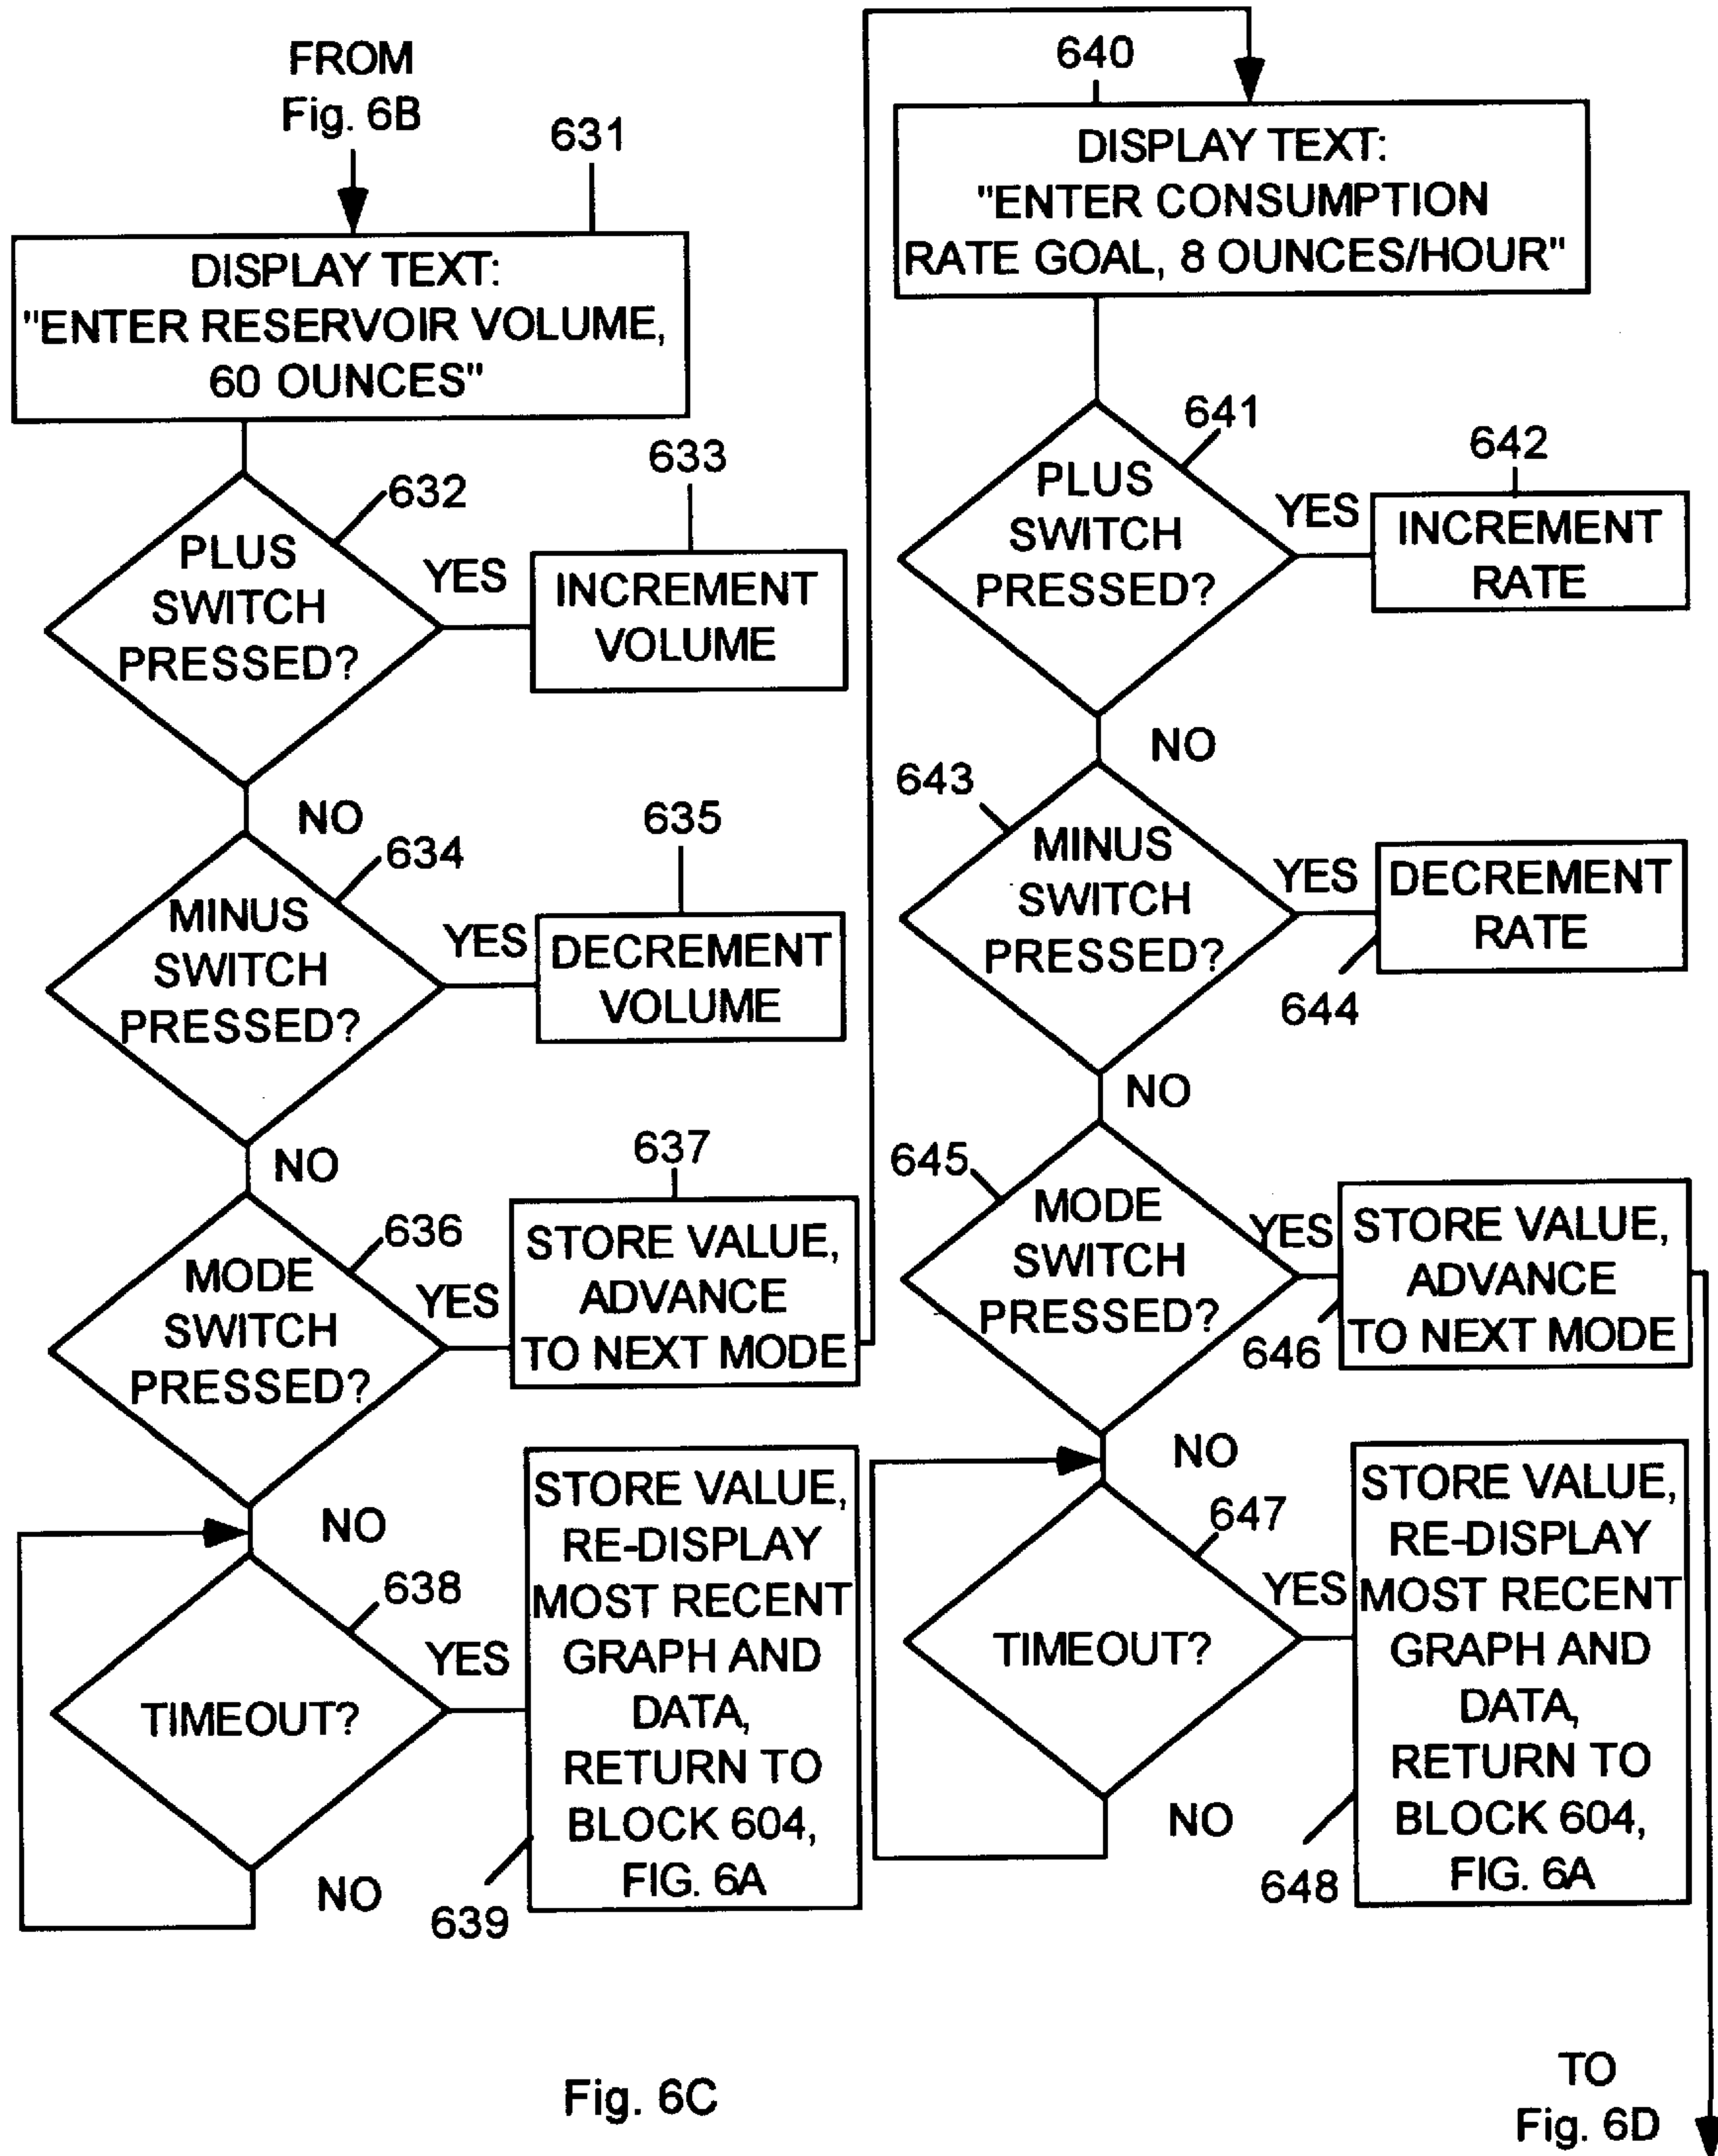 FROM
Fig. 6B
631
DISPLAY TEXT:
"ENTER RESERVOIR VOLUME,
60 OUNCES"
632
PLUS
SWITCH
PRESSED?
YES
633
INCREMENT
VOLUME
NO
634
MINUS
SWITCH
PRESSED?
YES
635
DECREMENT
VOLUME
NO
636
MODE
SWITCH
PRESSED?
YES
637
STORE VALUE,
ADVANCE
TO NEXT MODE
NO
638
TIMEOUT?
YES
STORE VALUE,
RE-DISPLAY
MOST RECENT
GRAPH AND
DATA,
RETURN TO
BLOCK 604,
FIG. 6A
639
NO
640
DISPLAY TEXT:
"ENTER CONSUMPTION
RATE GOAL, 8 OUNCES/HOUR"
641
PLUS
SWITCH
PRESSED?
YES
642
INCREMENT
RATE
NO
643
MINUS
SWITCH
PRESSED?
YES
DECREMENT
RATE
644
NO
645
MODE
SWITCH
PRESSED?
YES
STORE VALUE,
ADVANCE
TO NEXT MODE
646
NO
647
TIMEOUT?
YES
STORE VALUE,
RE-DISPLAY
MOST RECENT
GRAPH AND
DATA,
RETURN TO
BLOCK 604,
FIG. 6A
648
NO
TO
Fig. 6D
Fig. 6C